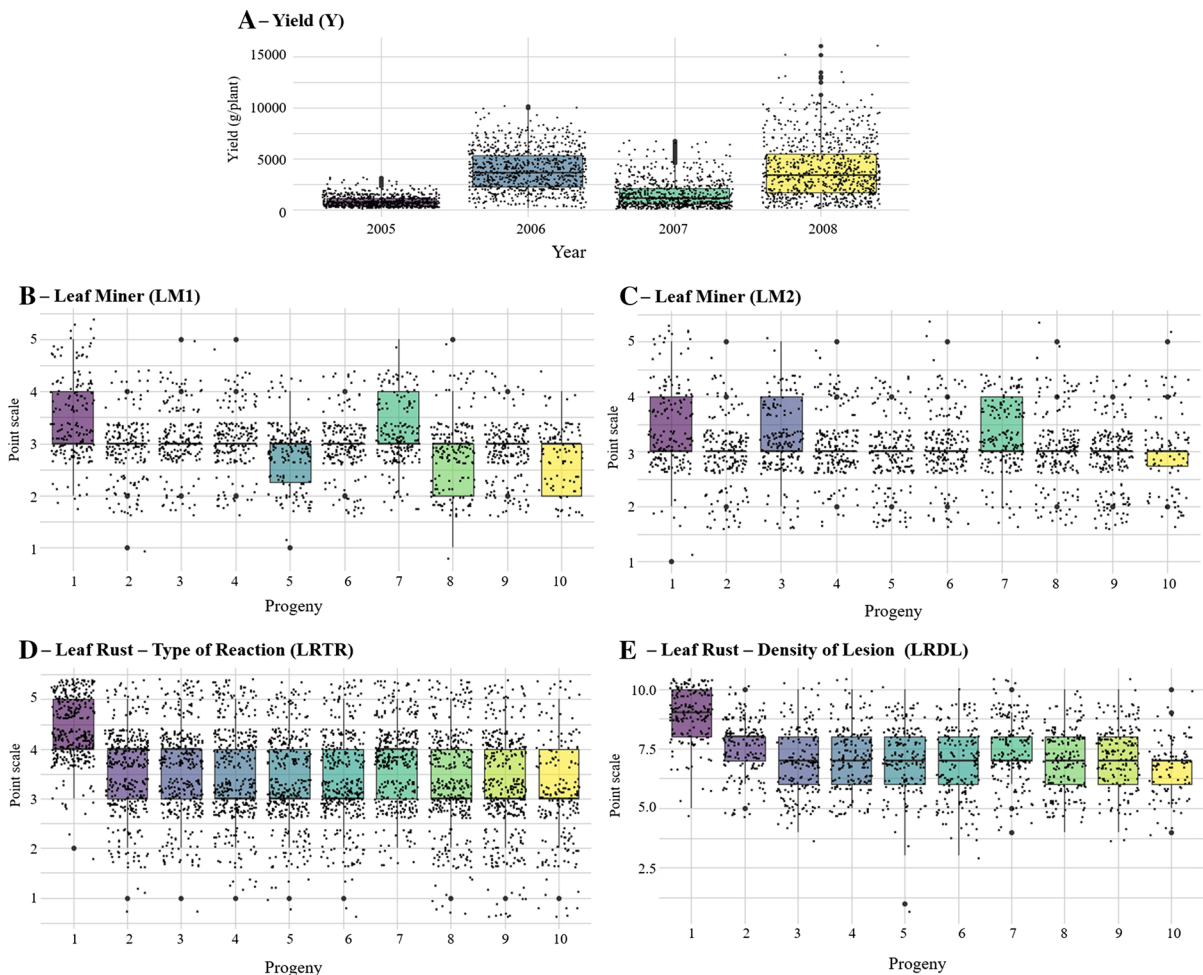 A – Yield (Y)
Yield (g/plant)
15000
10000
5000
0
2005 2006 2007 2008
Year
B – Leaf Miner (LM1)
Point scale
5
4
3
2
1
1 2 3 4 5 6 7 8 9 10
Progeny
C – Leaf Miner (LM2)
Point scale
5
4
3
2
1
1 2 3 4 5 6 7 8 9 10
Progeny
D – Leaf Rust – Type of Reaction (LRTR)
Point scale
5
4
3
2
1
1 2 3 4 5 6 7 8 9 10
Progeny
E – Leaf Rust – Density of Lesion (LRDL)
Point scale
10.0
7.5
5.0
2.5
1 2 3 4 5 6 7 8 9 10
Progeny